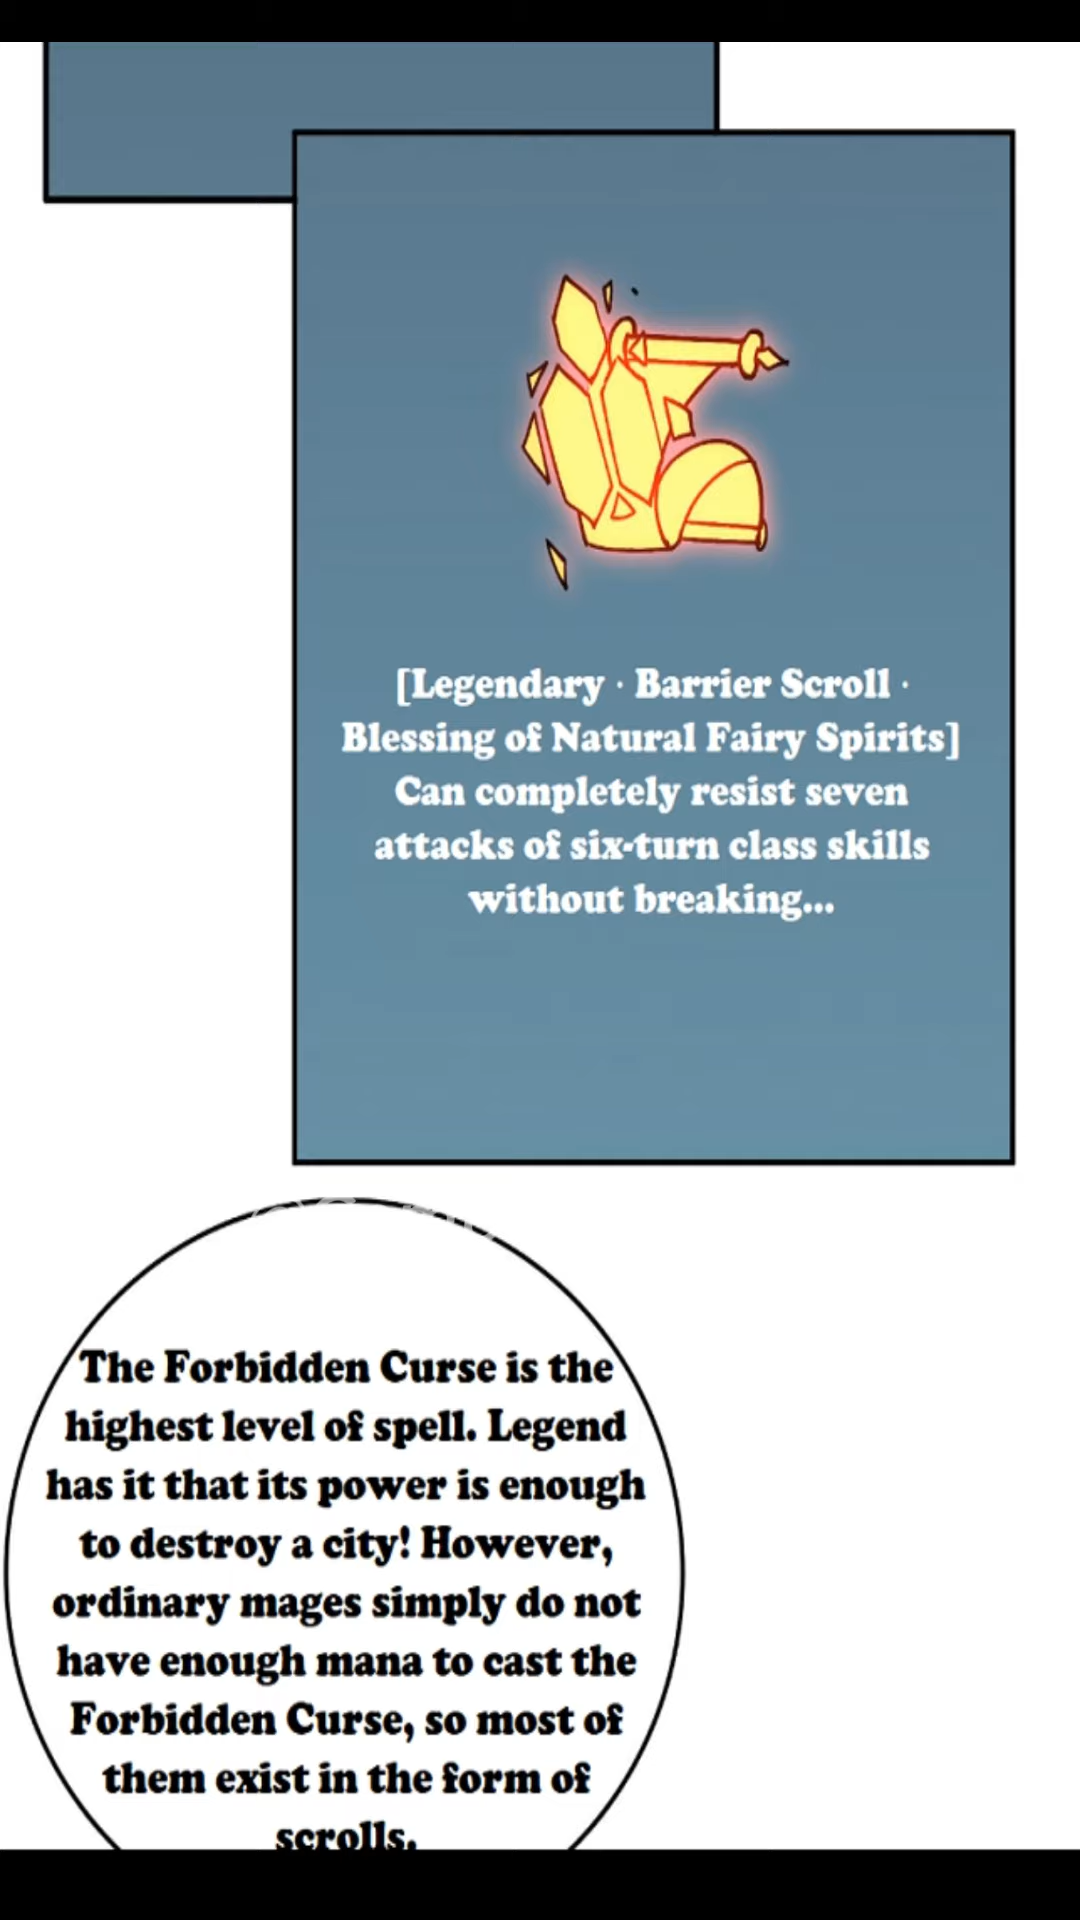 [Legendary · Barrier Scroll ·
Blessing of Natural Fairy Spirits]
Can completely resist seven
attacks of six-turn class skills
without breaking...
The Forbidden Curse is the
highest level of spell. Legend
has it that its power is enough
to destroy a city! However,
ordinary mages simply do not
have enough mana to cast the
Forbidden Curse, so most of
them exist in the form of
scrolls.